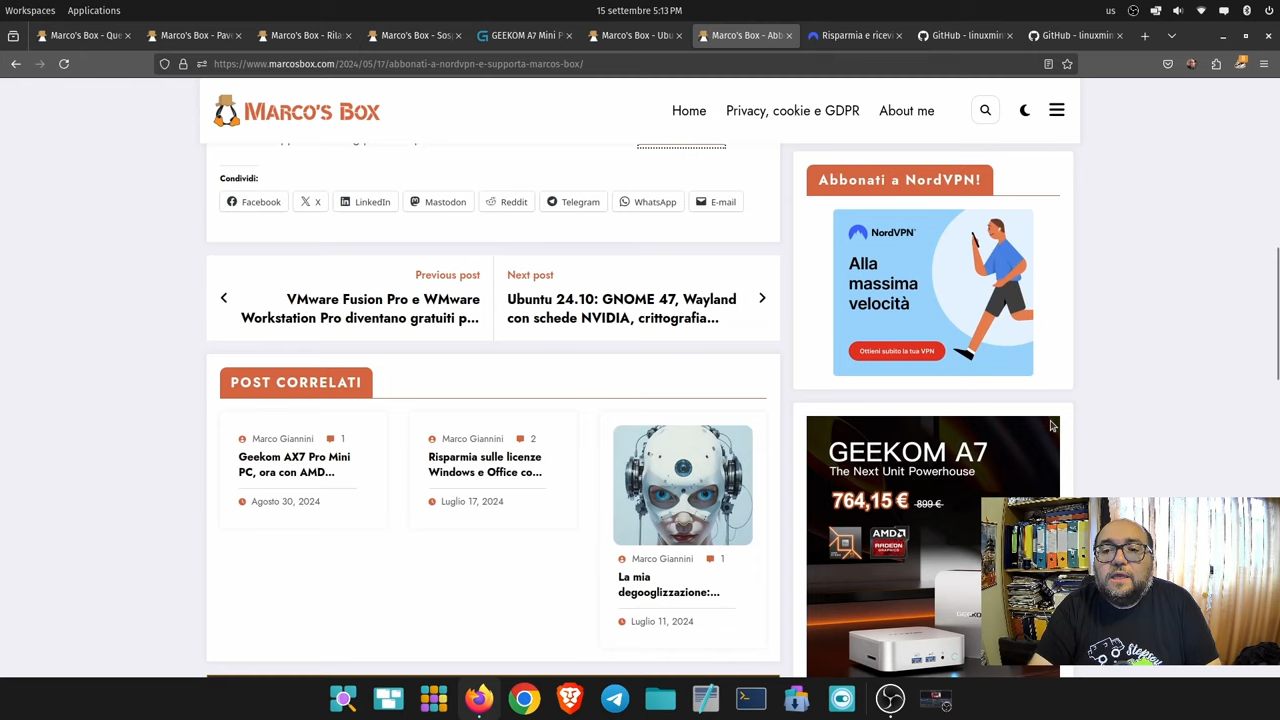 Workspaces Applications 15 settembre 5:13 PM us
Marco's Box - Que Marco's Box - Pav Marco's Box - Rila Marco's Box - Sos GEEKOM A7 Mini P Marco's Box - Ubu Marco's Box - Abb Risparmia e ricevi GitHub - linuxmin GitHub - linuxmin
https://www.marcosbox.com/2024/05/17/abbonati-a-nordvpn-e-supporta-marcos-box/
MARCO'S BOX Home Privacy, cookie e GDPR About me
Condividi:
Facebook X LinkedIn Mastodon Reddit Telegram WhatsApp E-mail
Previous post
VMware Fusion Pro e WMware
Workstation Pro diventano gratuiti p...
Next post
Ubuntu 24.10: GNOME 47, Wayland
con schede NVIDIA, crittografia...
POST CORRELATI
Marco Giannini 1
Geekom AX7 Pro Mini
PC, ora con AMD...
Agosto 30, 2024
Marco Giannini 2
Risparmia sulle licenze
Windows e Office co...
Luglio 17, 2024
Marco Giannini 1
La mia
degooglizzazione:...
Luglio 11, 2024
Abbonati a NordVPN!
NordVPN®
Alla
massima
velocità
Ottieni subito la tua VPN
GEEKOM A7
The Next Unit Powerhouse
764,15 € 899 €
AMD
RADEON
GRAPHICS